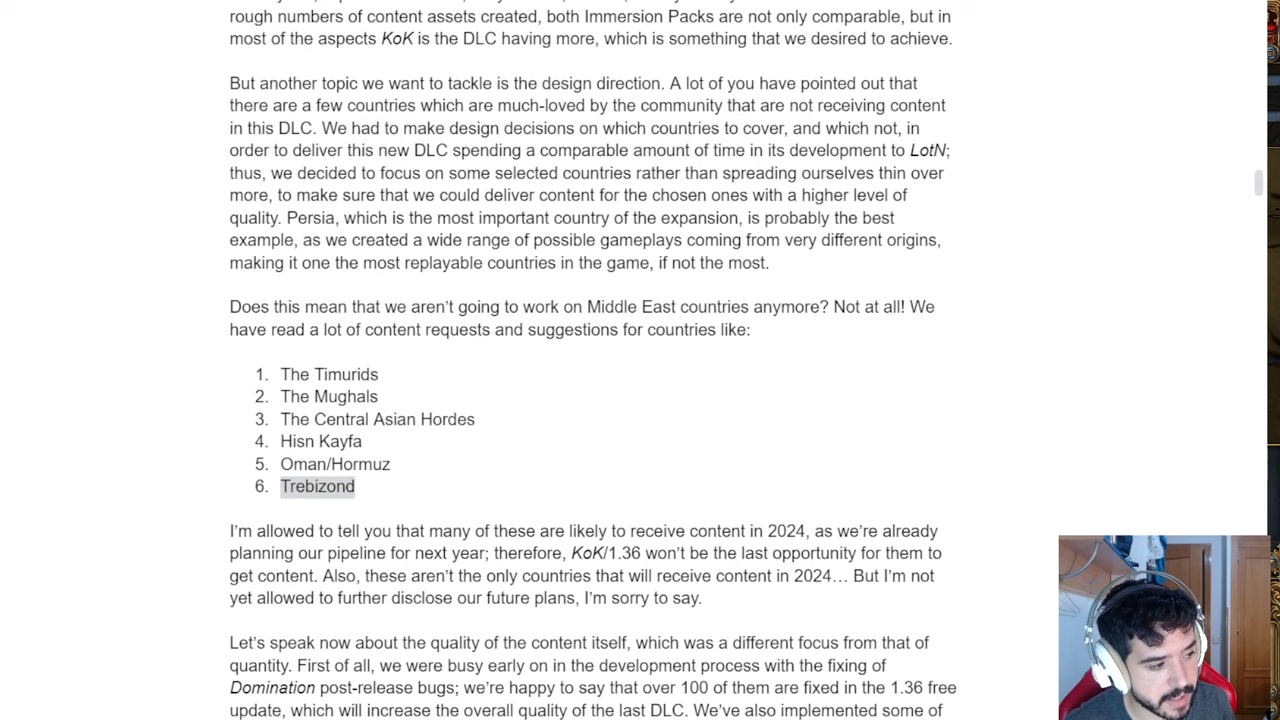 rough numbers of content assets created, both Immersion Packs are not only comparable, but in
most of the aspects KoK is the DLC having more, which is something that we desired to achieve.
But another topic we want to tackle is the design direction. A lot of you have pointed out that
there are a few countries which are much-loved by the community that are not receiving content
in this DLC. We had to make design decisions on which countries to cover, and which not, in
order to deliver this new DLC spending a comparable amount of time in its development to LotN;
thus, we decided to focus on some selected countries rather than spreading ourselves thin over
more, to make sure that we could deliver content for the chosen ones with a higher level of
quality. Persia, which is the most important country of the expansion, is probably the best
example, as we created a wide range of possible gameplays coming from very different origins,
making it one the most replayable countries in the game, if not the most.
Does this mean that we aren't going to work on Middle East countries anymore? Not at all! We
have read a lot of content requests and suggestions for countries like:
1. The Timurids
2. The Mughals
3. The Central Asian Hordes
4. Hisn Kayfa
5. Oman/Hormuz
6. Trebizond
I'm allowed to tell you that many of these are likely to receive content in 2024, as we're already
planning our pipeline for next year; therefore, KoK/1.36 won't be the last opportunity for them to
get content. Also, these aren't the only countries that will receive content in 2024… But I'm not
yet allowed to further disclose our future plans, I'm sorry to say.
Let's speak now about the quality of the content itself, which was a different focus from that of
quantity. First of all, we were busy early on in the development process with the fixing of
Domination post-release bugs; we're happy to say that over 100 of them are fixed in the 1.36 free
update, which will increase the overall quality of the last DLC. We've also implemented some of